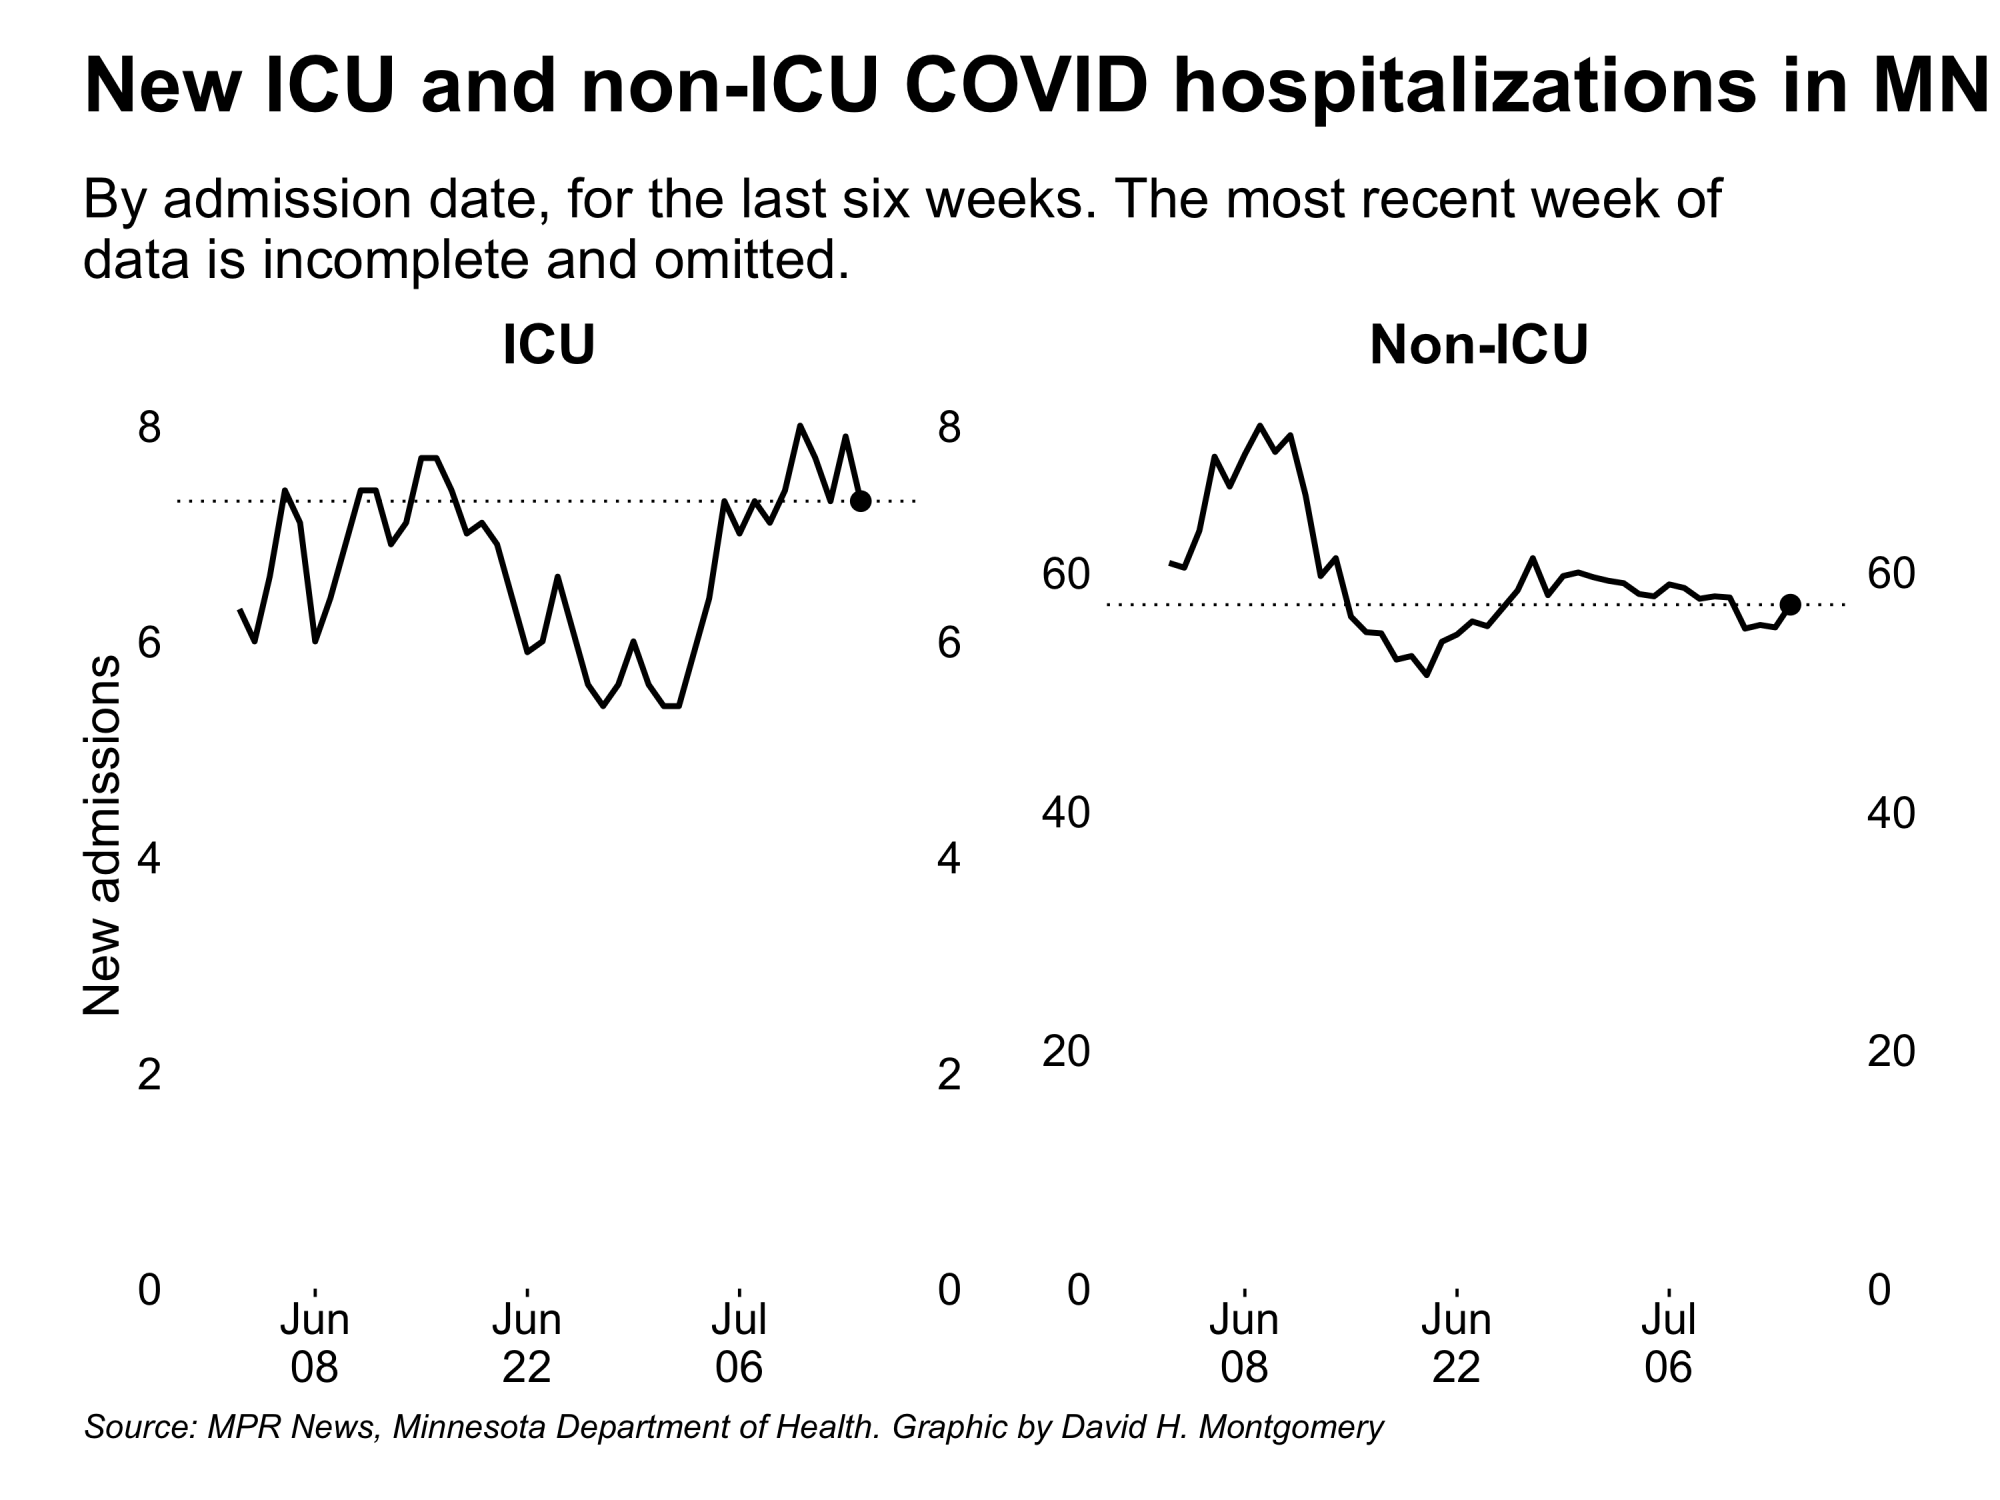 New ICU and non-ICU COVID hospitalizations in MN
By admission date, for the last six weeks. The most recent week of
data is incomplete and omitted.
ICU
New admissions
8
6
4
2
0
8
6
4
2
0
Jun
08
Jun
22
Jul
06
Non-ICU
60
40
20
0
60
40
20
0
Jun
08
Jun
22
Jul
06
Source: MPR News, Minnesota Department of Health. Graphic by David H. Montgomery